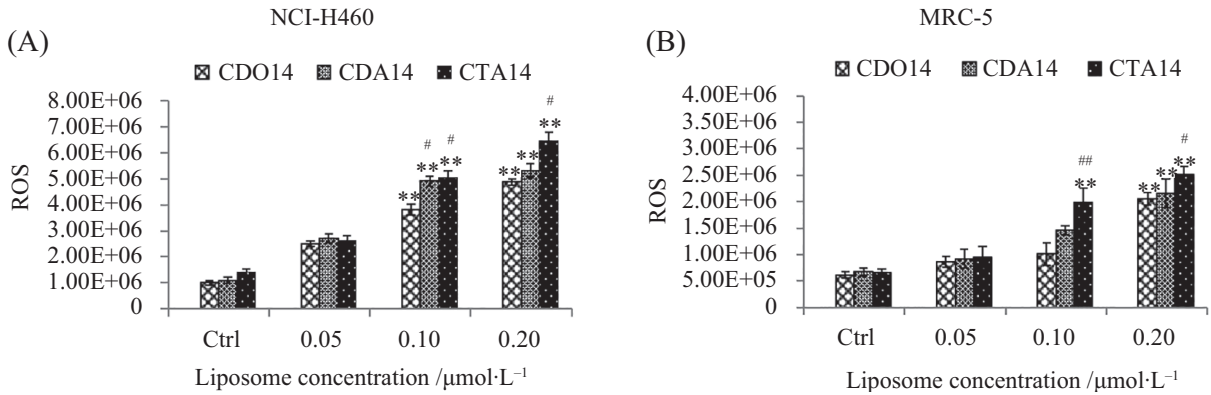 NCI-H460
(A)
CDO14 CDA14 CTA14
8.00E+06
7.00E+06
6.00E+06
5.00E+06
4.00E+06
3.00E+06
2.00E+06
1.00E+06
0
ROS
** ** ** ** ** **
# # #
Ctrl 0.05 0.10 0.20
Liposome concentration /μmol·L⁻¹
MRC-5
(B)
CDO14 CDA14 CTA14
4.00E+06
3.50E+06
3.00E+06
2.50E+06
2.00E+06
1.50E+06
1.00E+06
5.00E+05
0
ROS
** ** ** **
## #
Ctrl 0.05 0.10 0.20
Liposome concentration /μmol·L⁻¹